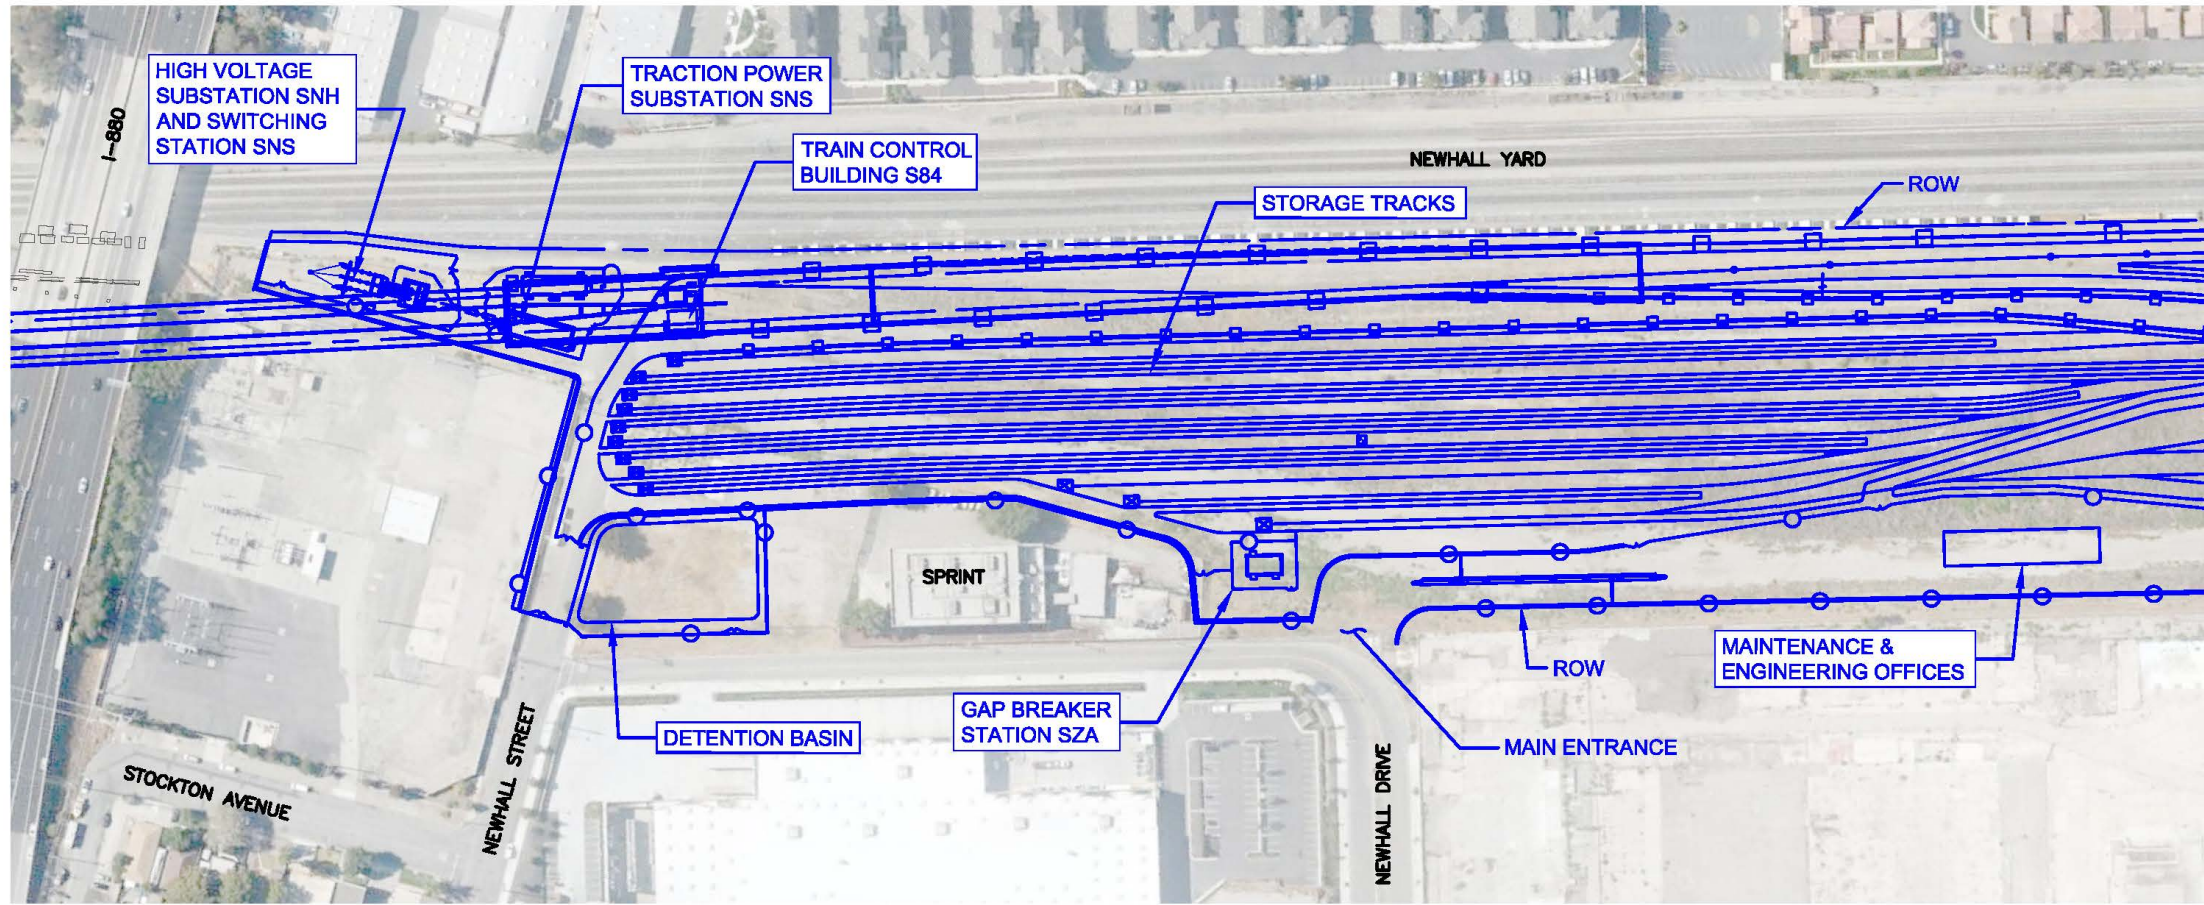 HIGH VOLTAGE
SUBSTATION SNH
AND SWITCHING
STATION SNS
TRACTION POWER
SUBSTATION SNS
TRAIN CONTROL
BUILDING S84
I-880
NEWHALL YARD
STORAGE TRACKS
ROW
SPRINT
ROW
MAINTENANCE &
ENGINEERING OFFICES
GAP BREAKER
STATION SZA
DETENTION BASIN
MAIN ENTRANCE
STOCKTON AVENUE
NEWHALL STREET
NEWHALL DRIVE